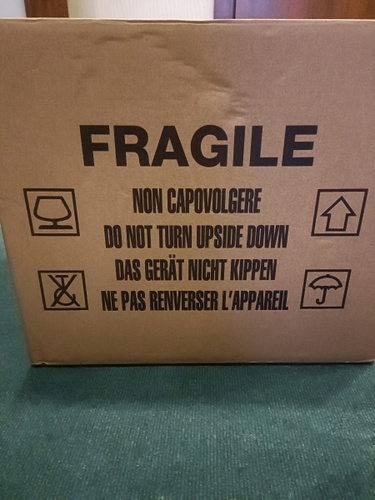 FRAGILE
NON CAPOVOLGERE
DO NOT TURN UPSIDE DOWN
DAS GERÄT NICHT KIPPEN
NE PAS RENVERSER L'APPAREIL